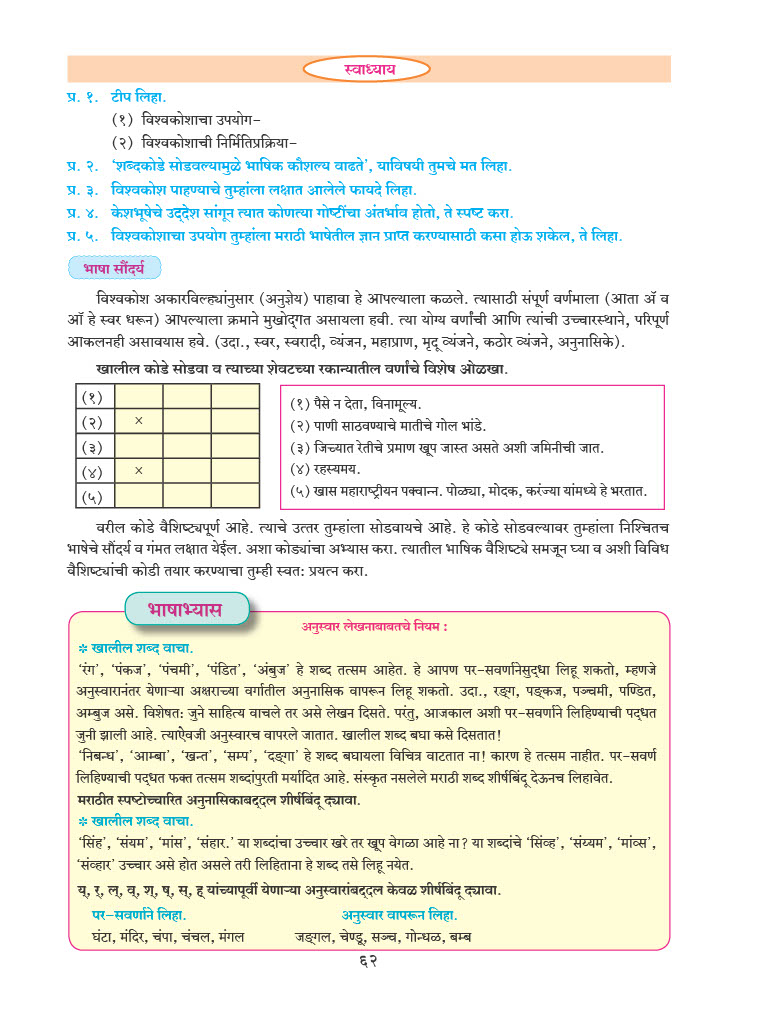 स्वाध्याय
प्र. १. टीप लिहा.
(१) विश्वकोशाचा उपयोग–
(२) विश्वकोशाची निर्मितिप्रक्रिया–
प्र. २. ‘शब्दकोडे सोडवल्यामुळे भाषिक कौशल्य वाढते’, याविषयी तुमचे मत लिहा.
प्र. ३. विश्वकोश पाहण्याचे तुम्हांला लक्षात आलेले फायदे लिहा.
प्र. ४. केशभूषेचे उद्देश सांगून त्यात कोणत्या गोष्टींचा अंतर्भाव होतो, ते स्पष्ट करा.
प्र. ५. विश्वकोशाचा उपयोग तुम्हांला मराठी भाषेतील ज्ञान प्राप्त करण्यासाठी कसा होऊ शकेल, ते लिहा.
भाषा सौंदर्य
विश्वकोश अकारविल्ह्यांनुसार (अनुज्ञेय) पाहावा हे आपल्याला कळले. त्यासाठी संपूर्ण वर्णमाला (आता ॲ व
ऑ हे स्वर धरून) आपल्याला क्रमाने मुखोद्गत असायला हवी. त्या योग्य वर्णांची आणि त्यांची उच्चारस्थाने, परिपूर्ण
आकलनही असावयास हवे. (उदा., स्वर, स्वरादी, व्यंजन, महाप्राण, मृदू व्यंजने, कठोर व्यंजने, अनुनासिके).
खालील कोडे सोडवा व त्याच्या शेवटच्या रकान्यातील वर्णांचे विशेष ओळखा.
(१)
(२) ×
(३)
(४) ×
(५)
(१) पैसे न देता, विनामूल्य.
(२) पाणी साठवण्याचे मातीचे गोल भांडे.
(३) जिच्यात रेतीचे प्रमाण खूप जास्त असते अशी जमिनीची जात.
(४) रहस्यमय.
(५) खास महाराष्ट्रीयन पक्वान्न. पोळ्या, मोदक, करंज्या यांमध्ये हे भरतात.
वरील कोडे वैशिष्ट्यपूर्ण आहे. त्याचे उत्तर तुम्हांला सोडवायचे आहे. हे कोडे सोडवल्यावर तुम्हांला निश्चितच
भाषेचे सौंदर्य व गंमत लक्षात येईल. अशा कोड्यांचा अभ्यास करा. त्यातील भाषिक वैशिष्ट्ये समजून घ्या व अशी विविध
वैशिष्ट्यांची कोडी तयार करण्याचा तुम्ही स्वत: प्रयत्न करा.
भाषाभ्यास
अनुस्वार लेखनाबाबतचे नियम :
✽ खालील शब्द वाचा.
‘रंग’, ‘पंकज’, ‘पंचमी’, ‘पंडित’, ‘अंबुज’ हे शब्द तत्सम आहेत. हे आपण पर–सवर्णानेसुद्धा लिहू शकतो, म्हणजे
अनुस्वारानंतर येणाऱ्या अक्षराच्या वर्गातील अनुनासिक वापरून लिहू शकतो. उदा., रङ्ग, पङ्कज, पञ्चमी, पण्डित,
अम्बुज असे. विशेषत: जुने साहित्य वाचले तर असे लेखन दिसते. परंतु, आजकाल अशी पर–सवर्णाने लिहिण्याची पद्धत
जुनी झाली आहे. त्याऐवजी अनुस्वारच वापरले जातात. खालील शब्द बघा कसे दिसतात!
‘निबन्ध’, ‘आम्बा’, ‘खन्त’, ‘सम्प’, ‘दङ्गा’ हे शब्द बघायला विचित्र वाटतात ना! कारण हे तत्सम नाहीत. पर–सवर्ण
लिहिण्याची पद्धत फक्त तत्सम शब्दांपुरती मर्यादित आहे. संस्कृत नसलेले मराठी शब्द शीर्षबिंदू देऊनच लिहावेत.
मराठीत स्पष्टोच्चारित अनुनासिकाबद्दल शीर्षबिंदू द्यावा.
✽ खालील शब्द वाचा.
‘सिंह’, ‘संयम’, ‘मांस’, ‘संहार.’ या शब्दांचा उच्चार खरे तर खूप वेगळा आहे ना? या शब्दांचे ‘सिंव्ह’, ‘संय्यम’, ‘मांव्स’,
‘संव्हार’ उच्चार असे होत असले तरी लिहिताना हे शब्द तसे लिहू नयेत.
य्, र्, ल्, व्, श्, ष्, स्, ह् यांच्यापूर्वी येणाऱ्या अनुस्वारांबद्दल केवळ शीर्षबिंदू द्यावा.
पर–सवर्णाने लिहा. अनुस्वार वापरून लिहा.
घंटा, मंदिर, चंपा, चंचल, मंगल जङ्गल, चेण्डू, सञ्च, गोन्धळ, बम्ब
६२